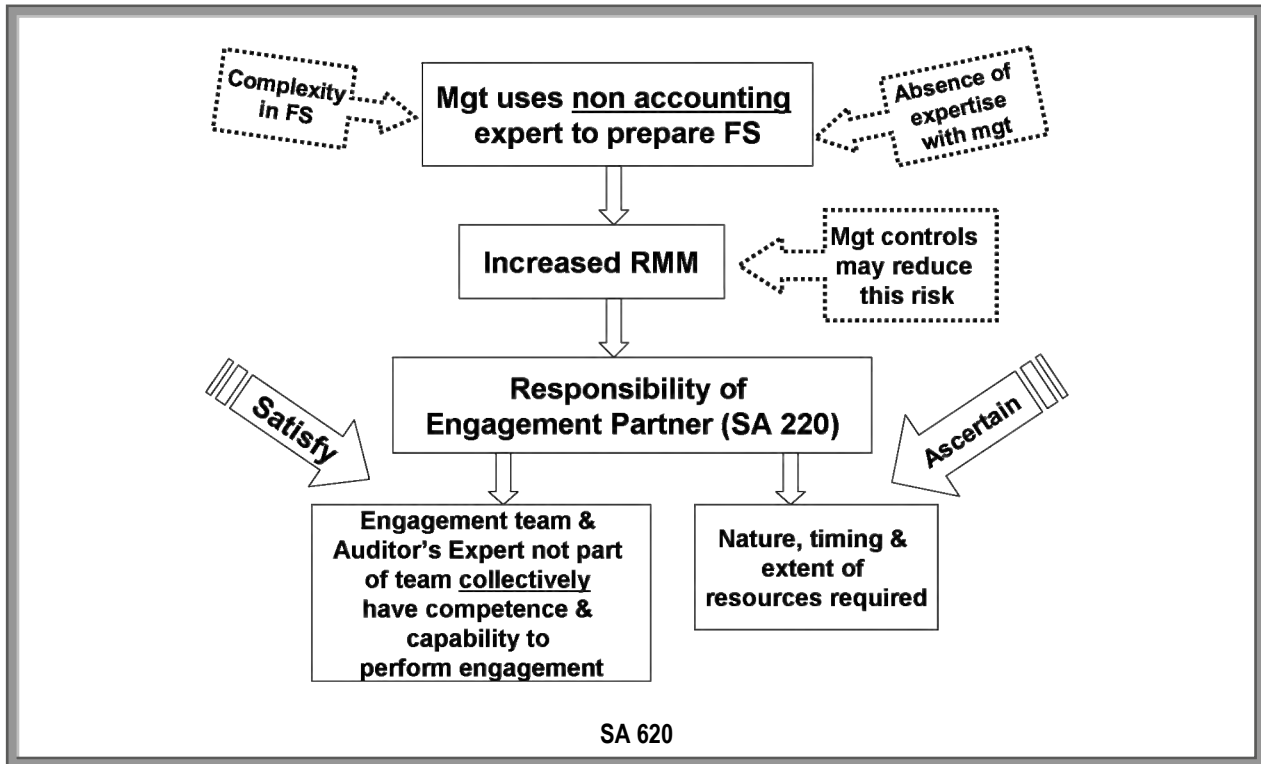 Complexity
in FS
Mgt uses non accounting
expert to prepare FS
Absence of
expertise
with mgt
Increased RMM
Mgt controls
may reduce
this risk
Responsibility of
Engagement Partner (SA 220)
Satisfy
Ascertain
Engagement team &
Auditor's Expert not part
of team collectively
have competence &
capability to
perform engagement
Nature, timing &
extent of
resources required
SA 620